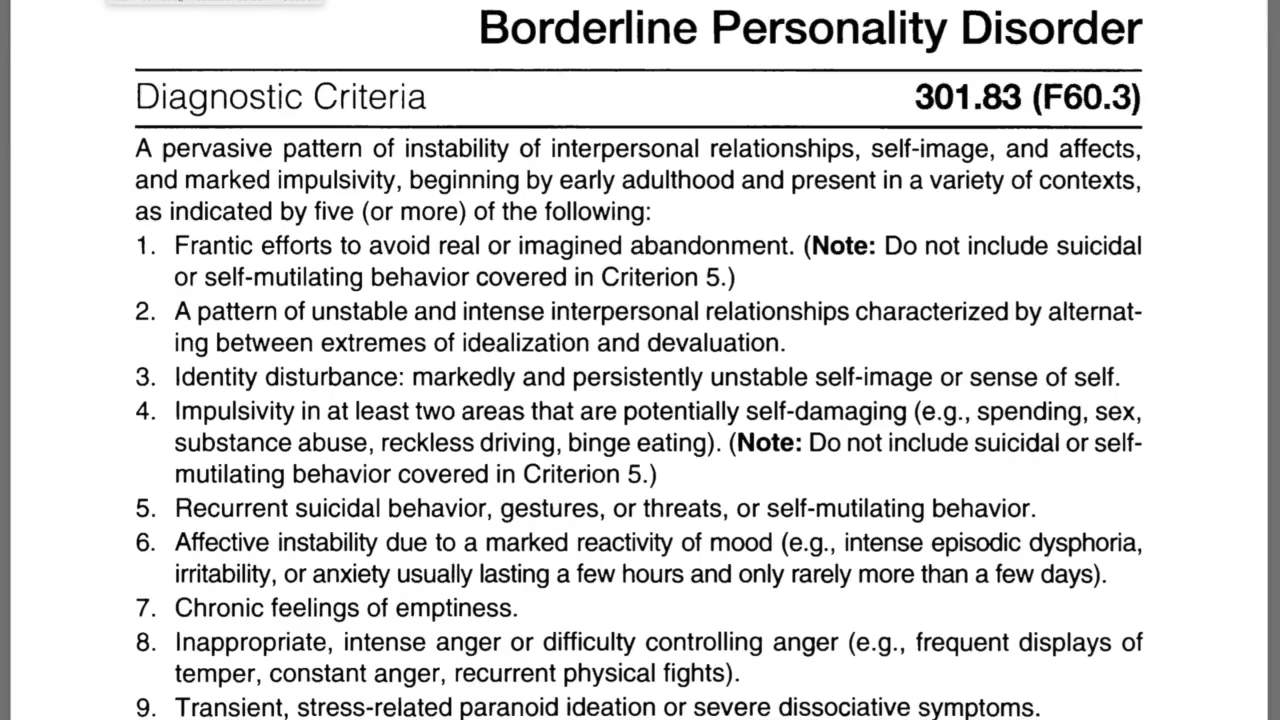 Borderline Personality Disorder
Diagnostic Criteria 301.83 (F60.3)
A pervasive pattern of instability of interpersonal relationships, self-image, and affects,
and marked impulsivity, beginning by early adulthood and present in a variety of contexts,
as indicated by five (or more) of the following:
1. Frantic efforts to avoid real or imagined abandonment. (Note: Do not include suicidal
or self-mutilating behavior covered in Criterion 5.)
2. A pattern of unstable and intense interpersonal relationships characterized by alternat-
ing between extremes of idealization and devaluation.
3. Identity disturbance: markedly and persistently unstable self-image or sense of self.
4. Impulsivity in at least two areas that are potentially self-damaging (e.g., spending, sex,
substance abuse, reckless driving, binge eating). (Note: Do not include suicidal or self-
mutilating behavior covered in Criterion 5.)
5. Recurrent suicidal behavior, gestures, or threats, or self-mutilating behavior.
6. Affective instability due to a marked reactivity of mood (e.g., intense episodic dysphoria,
irritability, or anxiety usually lasting a few hours and only rarely more than a few days).
7. Chronic feelings of emptiness.
8. Inappropriate, intense anger or difficulty controlling anger (e.g., frequent displays of
temper, constant anger, recurrent physical fights).
9. Transient, stress-related paranoid ideation or severe dissociative symptoms.